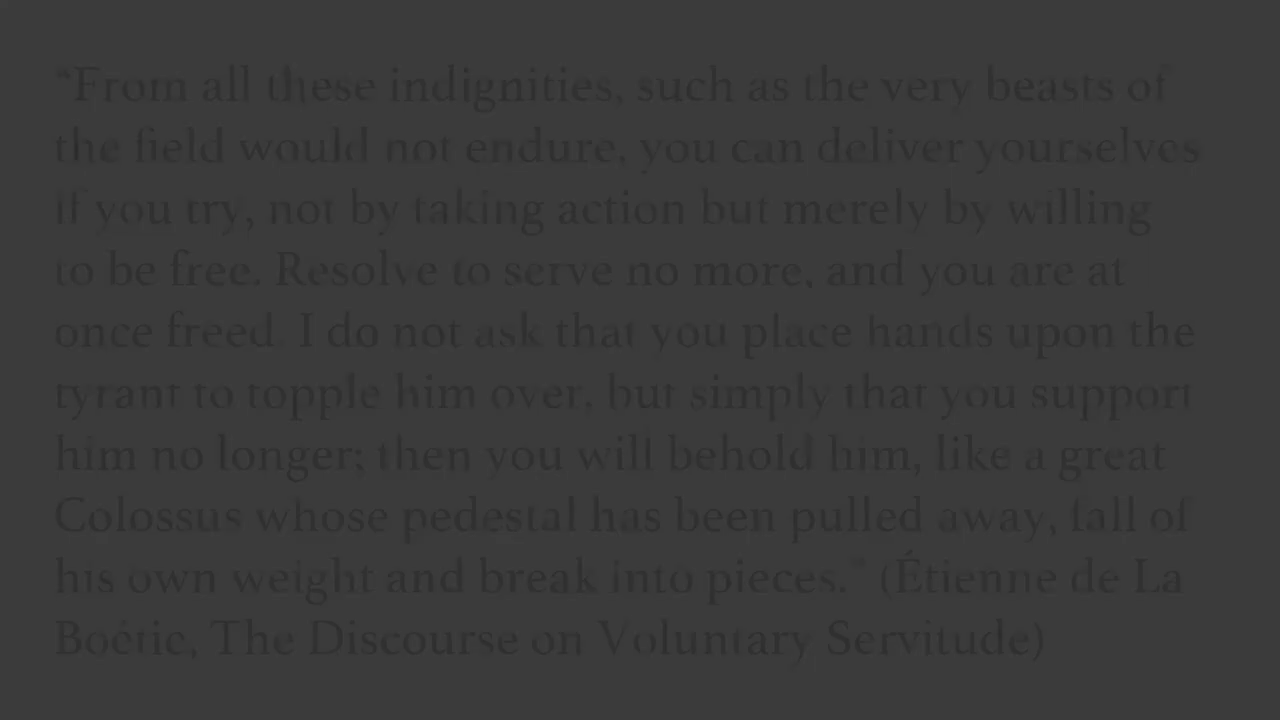 “From all these indignities, such as the very beasts of
the field would not endure, you can deliver yourselves
if you try, not by taking action but merely by willing
to be free. Resolve to serve no more, and you are at
once freed. I do not ask that you place hands upon the
tyrant to topple him over, but simply that you support
him no longer; then you will behold him, like a great
Colossus whose pedestal has been pulled away, fall of
his own weight and break into pieces.” (Étienne de La
Boétie, The Discourse on Voluntary Servitude)